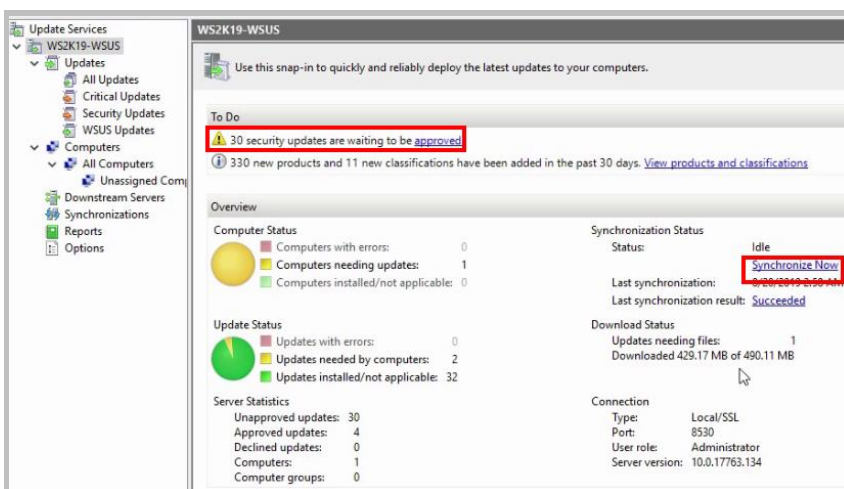 Update Services
WS2K19-WSUS
Updates
All Updates
Critical Updates
Security Updates
WSUS Updates
Computers
All Computers
Unassigned Comp
Downstream Servers
Synchronizations
Reports
Options
WS2K19-WSUS
Use this snap-in to quickly and reliably deploy the latest updates to your computers.
To Do
30 security updates are waiting to be approved
330 new products and 11 new classifications have been added in the past 30 days. View products and classifications
Overview
Computer Status
Computers with errors: 0
Computers needing updates: 1
Computers installed/not applicable: 0
Update Status
Updates with errors: 0
Updates needed by computers: 2
Updates installed/not applicable: 32
Server Statistics
Unapproved updates: 30
Approved updates: 4
Declined updates: 0
Computers: 1
Computer groups: 0
Synchronization Status
Status: Idle
Synchronize Now
Last synchronization: 2:58 AM
Last synchronization result: Succeeded
Download Status
Updates needing files: 1
Downloaded 429.17 MB of 490.11 MB
Connection
Type: Local/SSL
Port: 8530
User role: Administrator
Server version: 10.0.17763.134